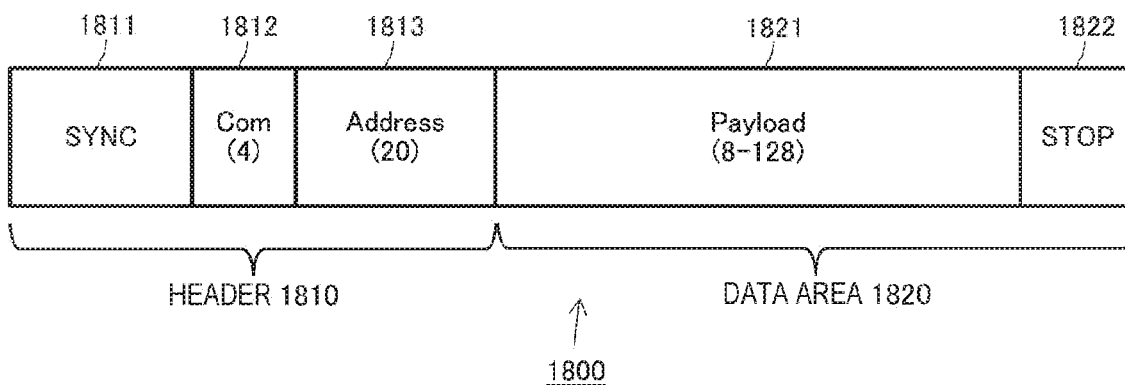 1811 1812 1813 1821 1822
SYNC Com Address Payload STOP
(4) (20) (8-128)
HEADER 1810 DATA AREA 1820
1800